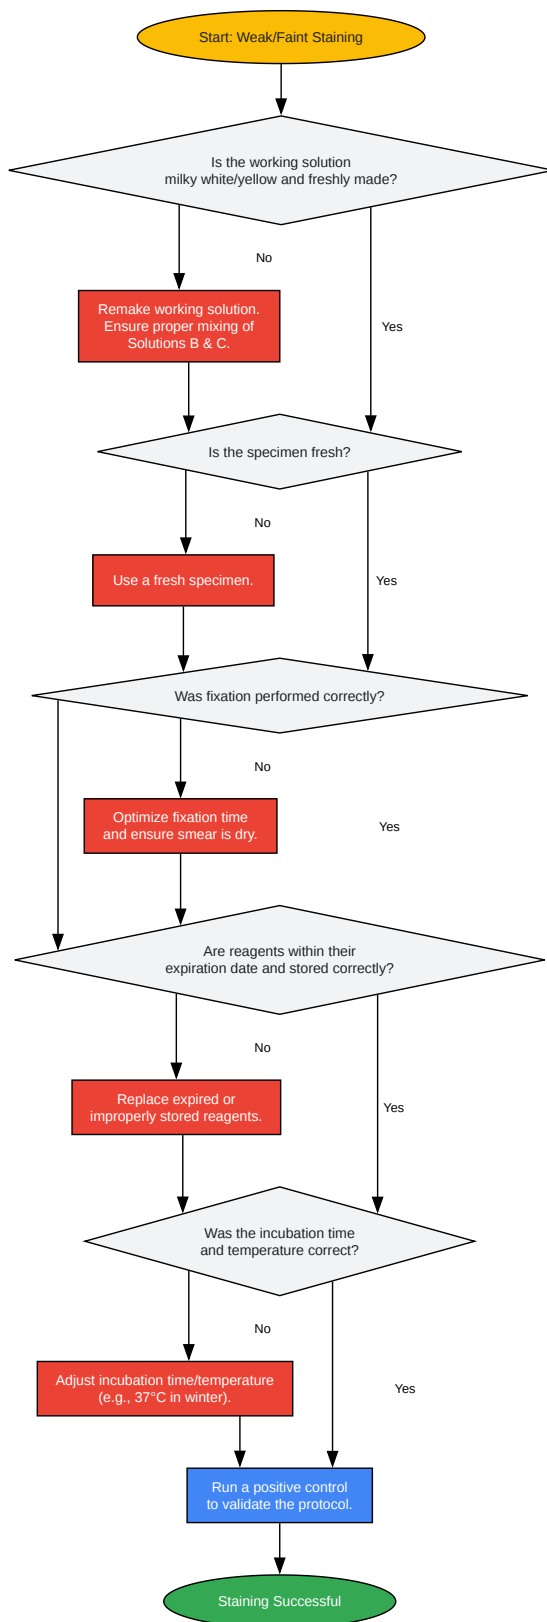 Start: Weak/Faint Staining
Is the working solution
milky white/yellow and freshly made?
No
Remake working solution.
Ensure proper mixing of
Solutions B & C.
Yes
Is the specimen fresh?
No
Use a fresh specimen.
Yes
Was fixation performed correctly?
No
Optimize fixation time
and ensure smear is dry.
Yes
Are reagents within their
expiration date and stored correctly?
No
Replace expired or
improperly stored reagents.
Yes
Was the incubation time
and temperature correct?
No
Adjust incubation time/temperature
(e.g., 37°C in winter).
Yes
Run a positive control
to validate the protocol.
Staining Successful